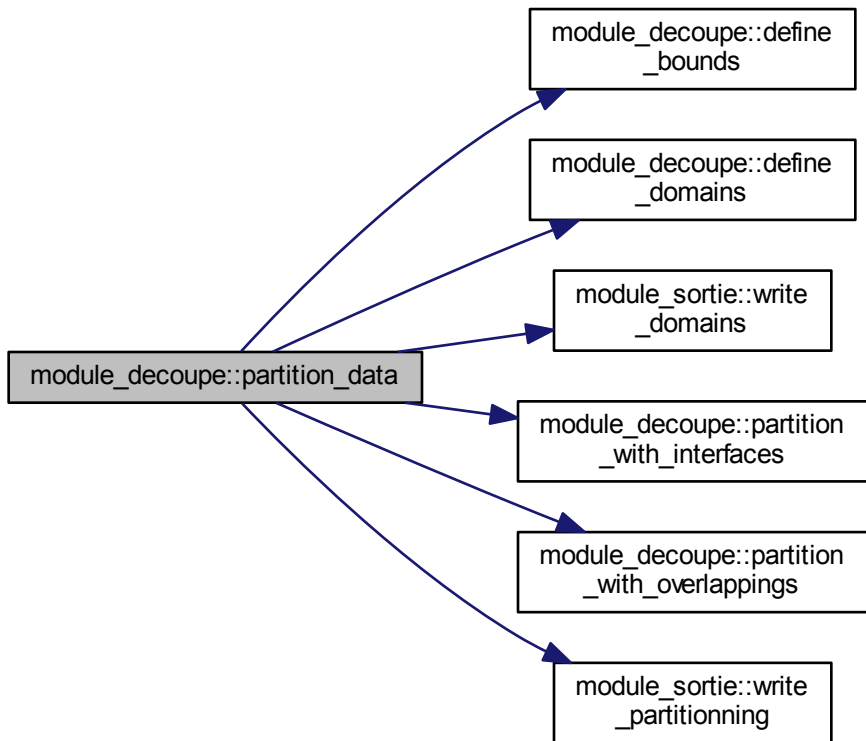 module_decoupe::define
_bounds
module_decoupe::define
_domains
module_sortie::write
_domains
module_decoupe::partition_data
module_decoupe::partition
_with_interfaces
module_decoupe::partition
_with_overlappings
module_sortie::write
_partitionning